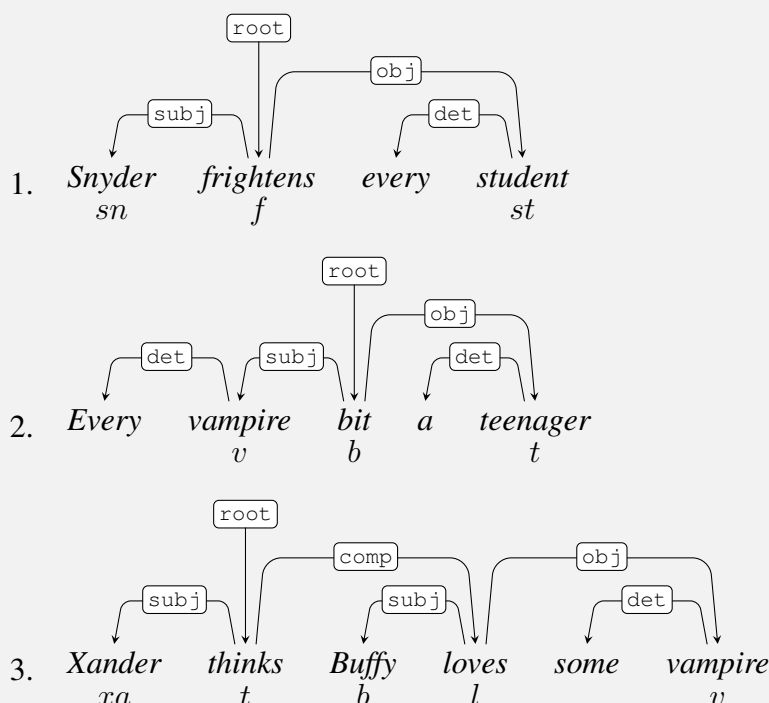 root
obj
subj det
1. Snyder frightens every student
sn f st
root
obj
det subj det
2. Every vampire bit a teenager
v b t
root
comp obj
subj subj det
3. Xander thinks Buffy loves some vampire
xa t b l v